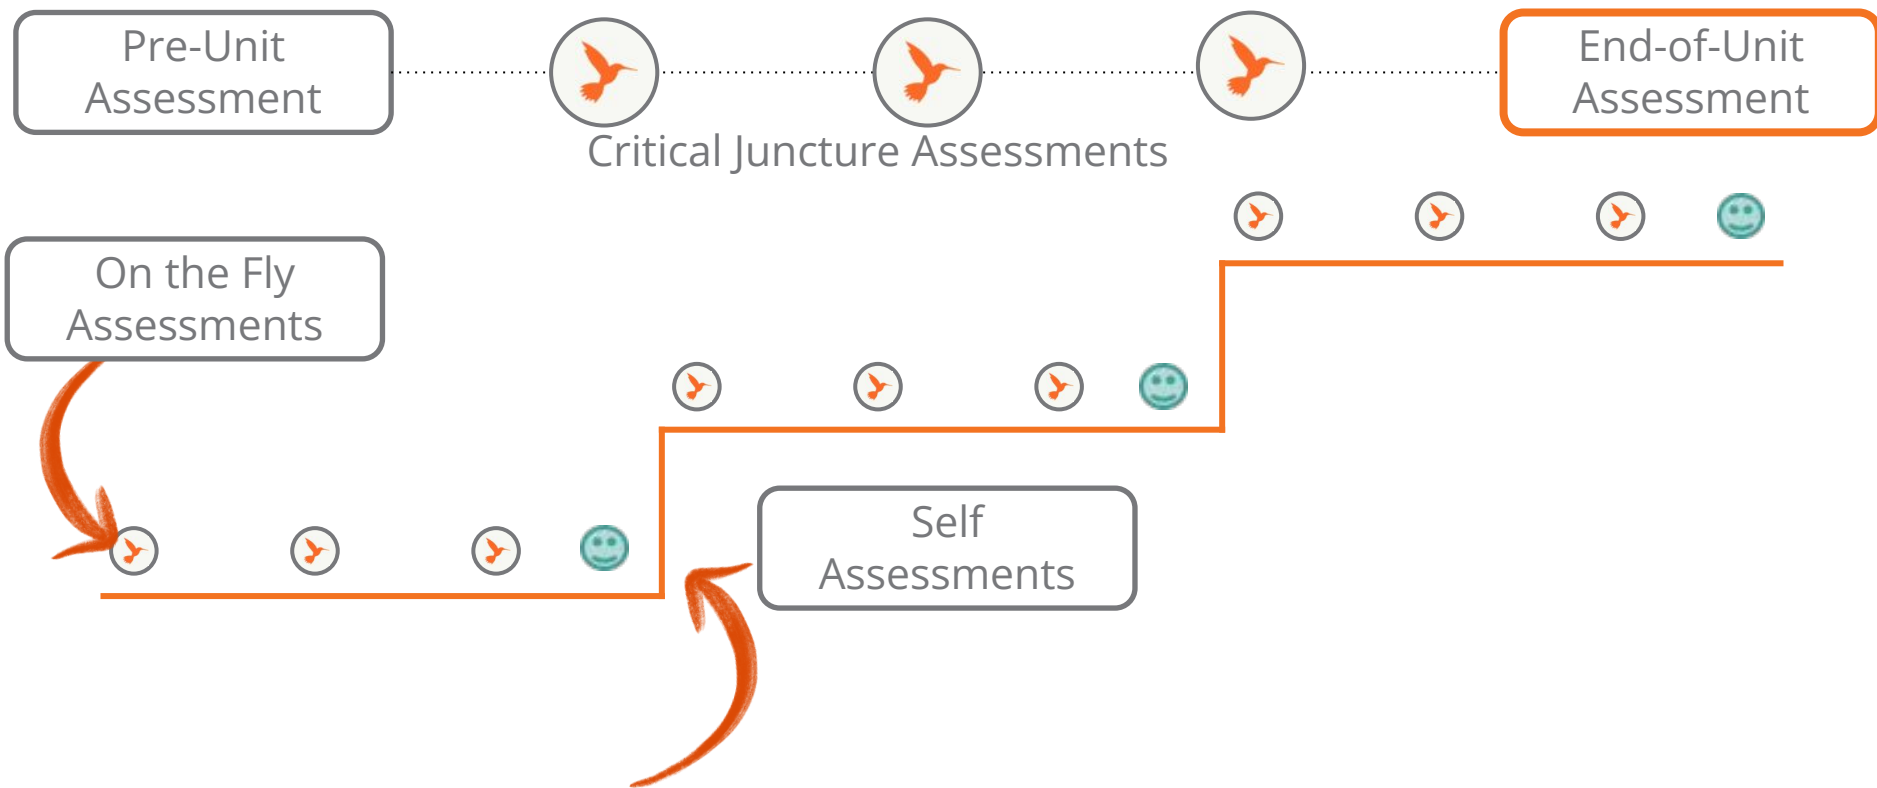 Pre-Unit
Assessment
End-of-Unit
Assessment
Critical Juncture Assessments
On the Fly
Assessments
Self
Assessments